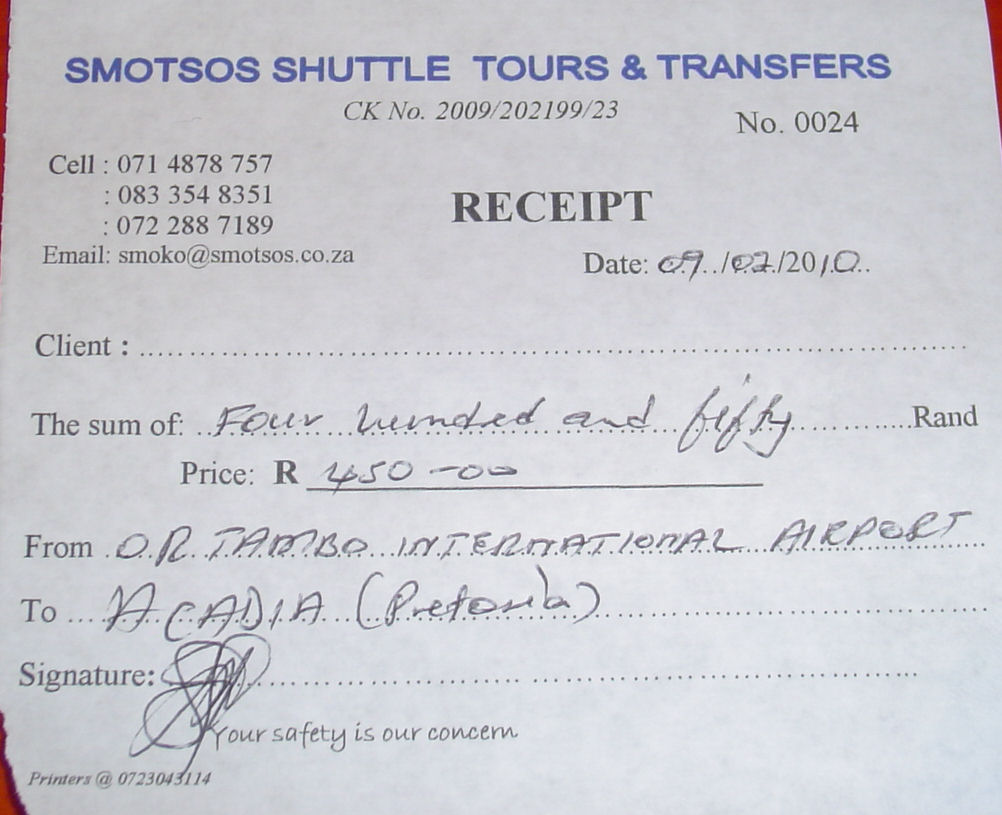 SMOTSOS SHUTTLE TOURS & TRANSFERS
CK No. 2009/202199/23
No. 0024
Cell : 071 4878 757
: 083 354 8351
: 072 288 7189
Email: smoko@smotsos.co.za
RECEIPT
Date: 09../02./2010..
Client : ........................................................
The sum of: Four hundred and fifty Rand
Price: R 450-00
From O.R. TAMBO INTERNATIONAL AIRPORT
To ACADIA (Pretoria)
Signature:
Your safety is our concern
Printers @ 0723043114